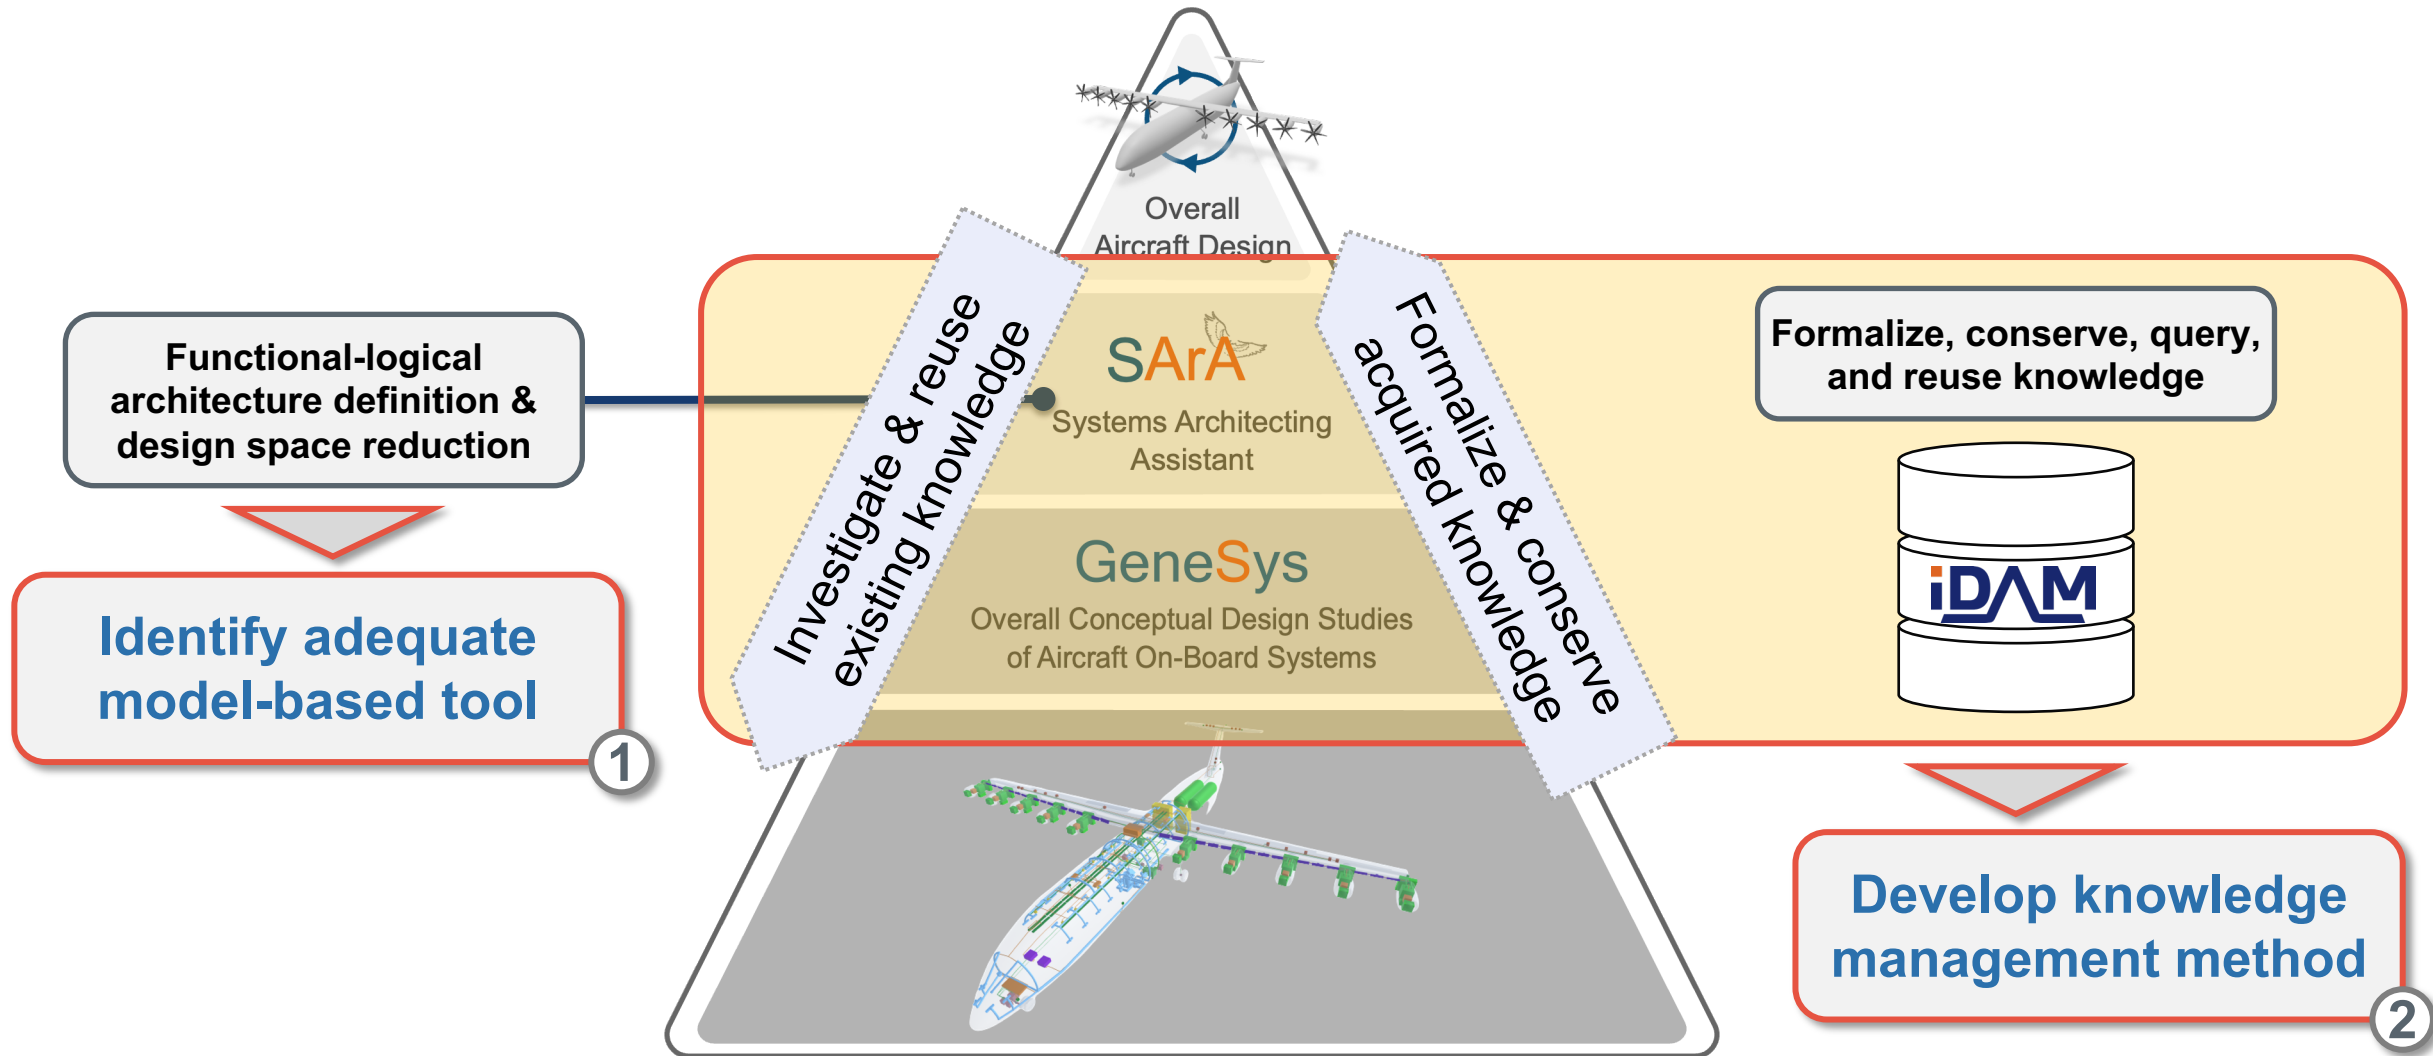 Overall
Aircraft Design
Functional-logical
architecture definition &
design space reduction
Identify adequate
model-based tool
1
Investigate & reuse
existing knowledge
SArA
Systems Architecting
Assistant
GeneSys
Overall Conceptual Design Studies
of Aircraft On-Board Systems
Formalize & conserve
acquired knowledge
Formalize, conserve, query,
and reuse knowledge
iDAM
Develop knowledge
management method
2